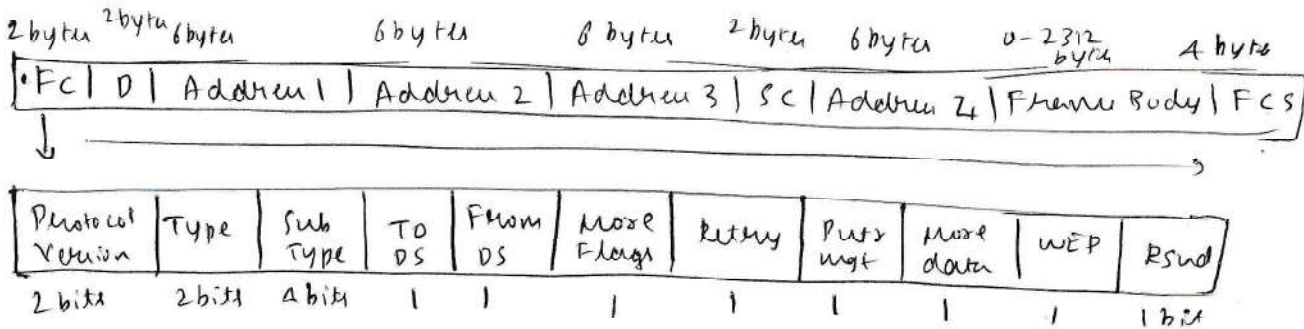 2 bytes 2 bytes 6 bytes 6 bytes 6 bytes 2 bytes 6 bytes 0-2312 bytes 4 bytes
FC | D | Address 1 | Address 2 | Address 3 | SC | Address 4 | Frame Body | FCS
Protocol Version | Type | Sub Type | TO DS | From DS | More Flags | Retry | mgt | More data | WEP | Rsvd
2 bits 2 bits 4 bits 1 1 1 1 1 1 1 1 bit